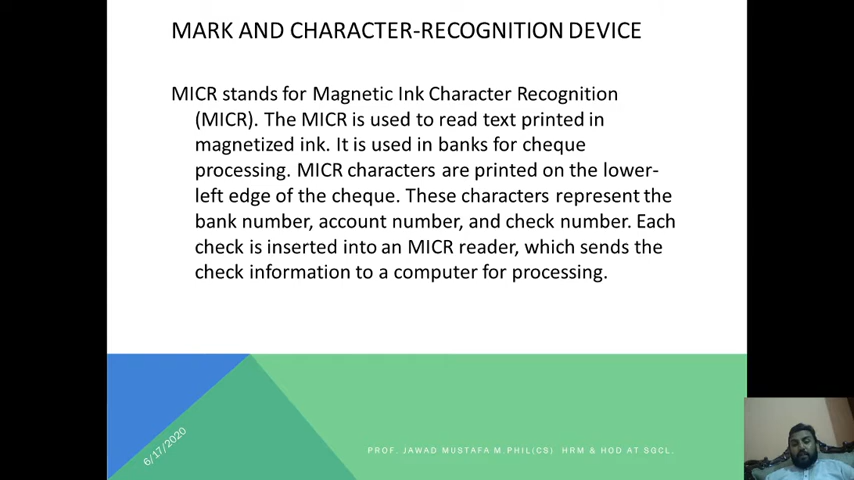 MARK AND CHARACTER-RECOGNITION DEVICE
MICR stands for Magnetic Ink Character Recognition
(MICR). The MICR is used to read text printed in
magnetized ink. It is used in banks for cheque
processing. MICR characters are printed on the lower-
left edge of the cheque. These characters represent the
bank number, account number, and check number. Each
check is inserted into an MICR reader, which sends the
check information to a computer for processing.
6/17/2020
PROF. JAWAD MUSTAFA M.PHIL(CS) HRM & HOD AT SGCL.